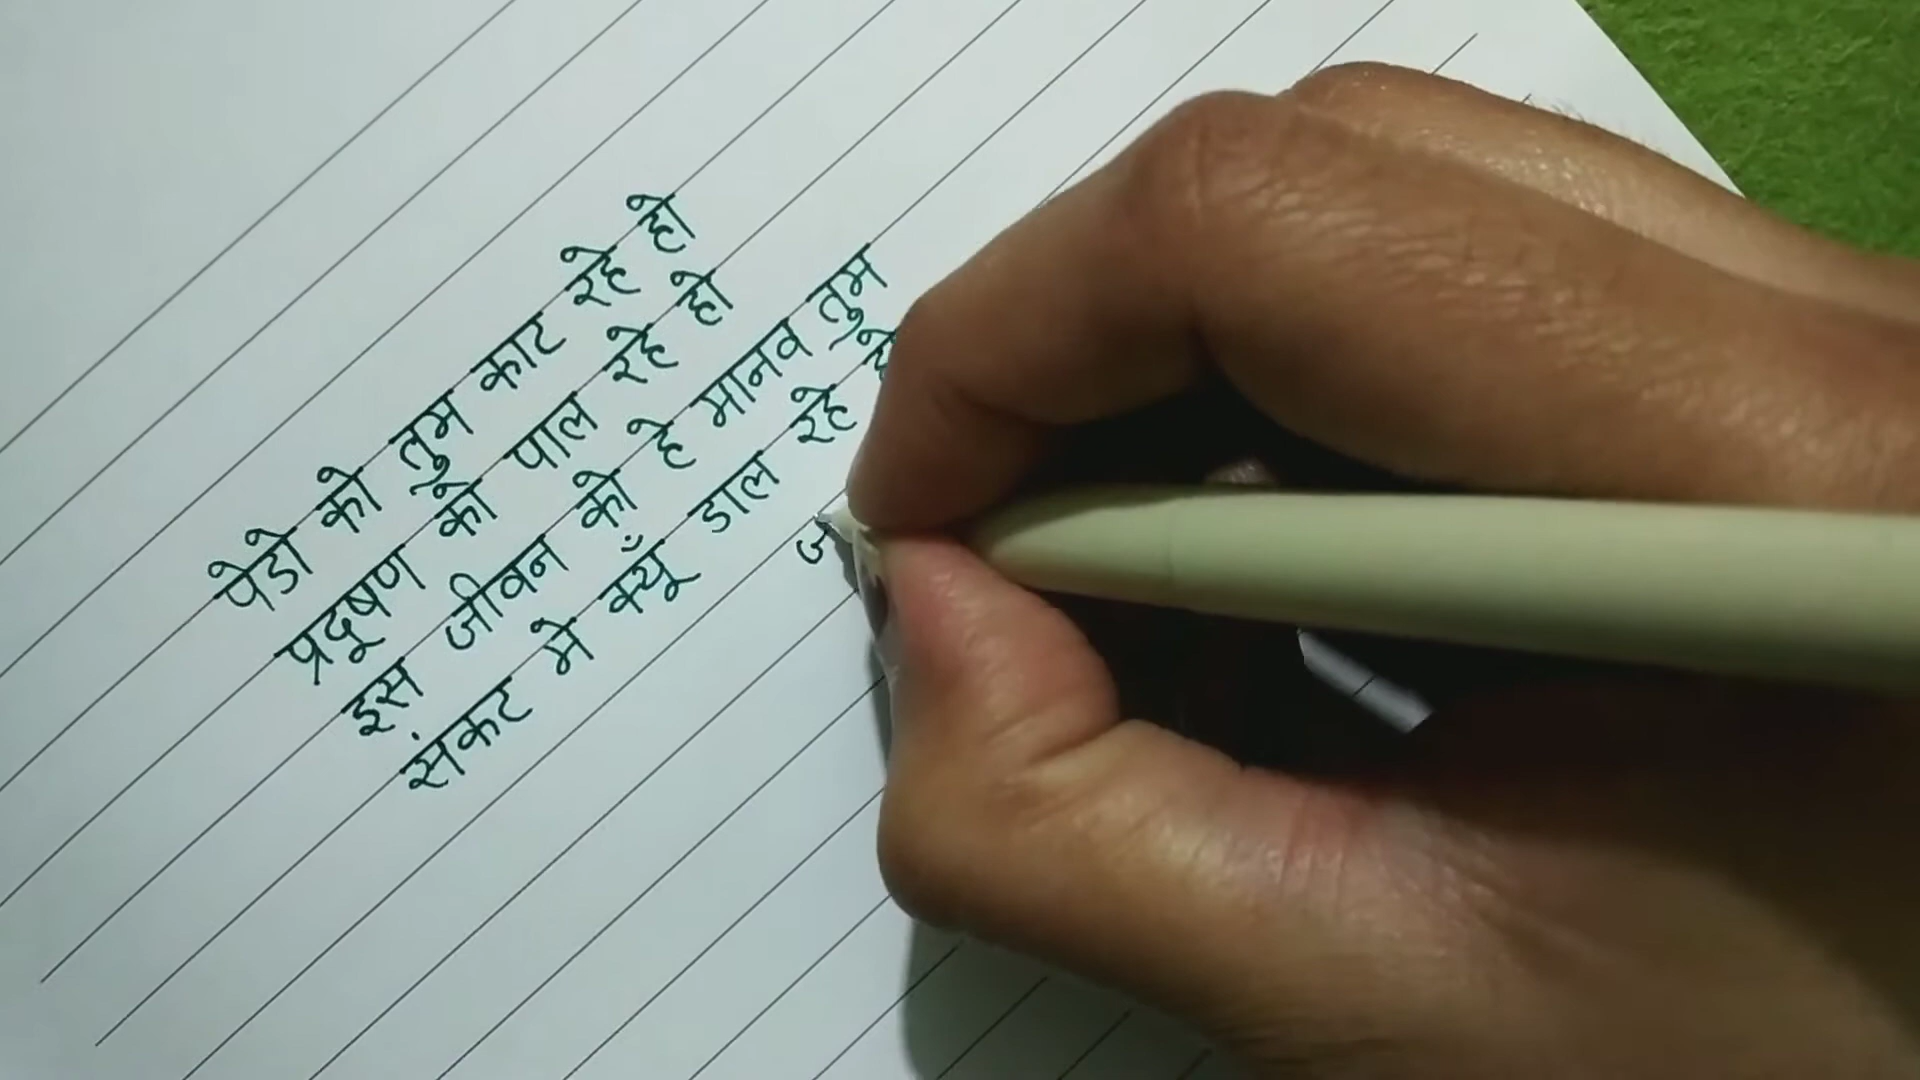 पेडो को तुम काट रहे हो
प्रदूषण को पाल रहे हो
इस जीवन को हे मानव तुम
संकट मे क्यूँ डाल रहे